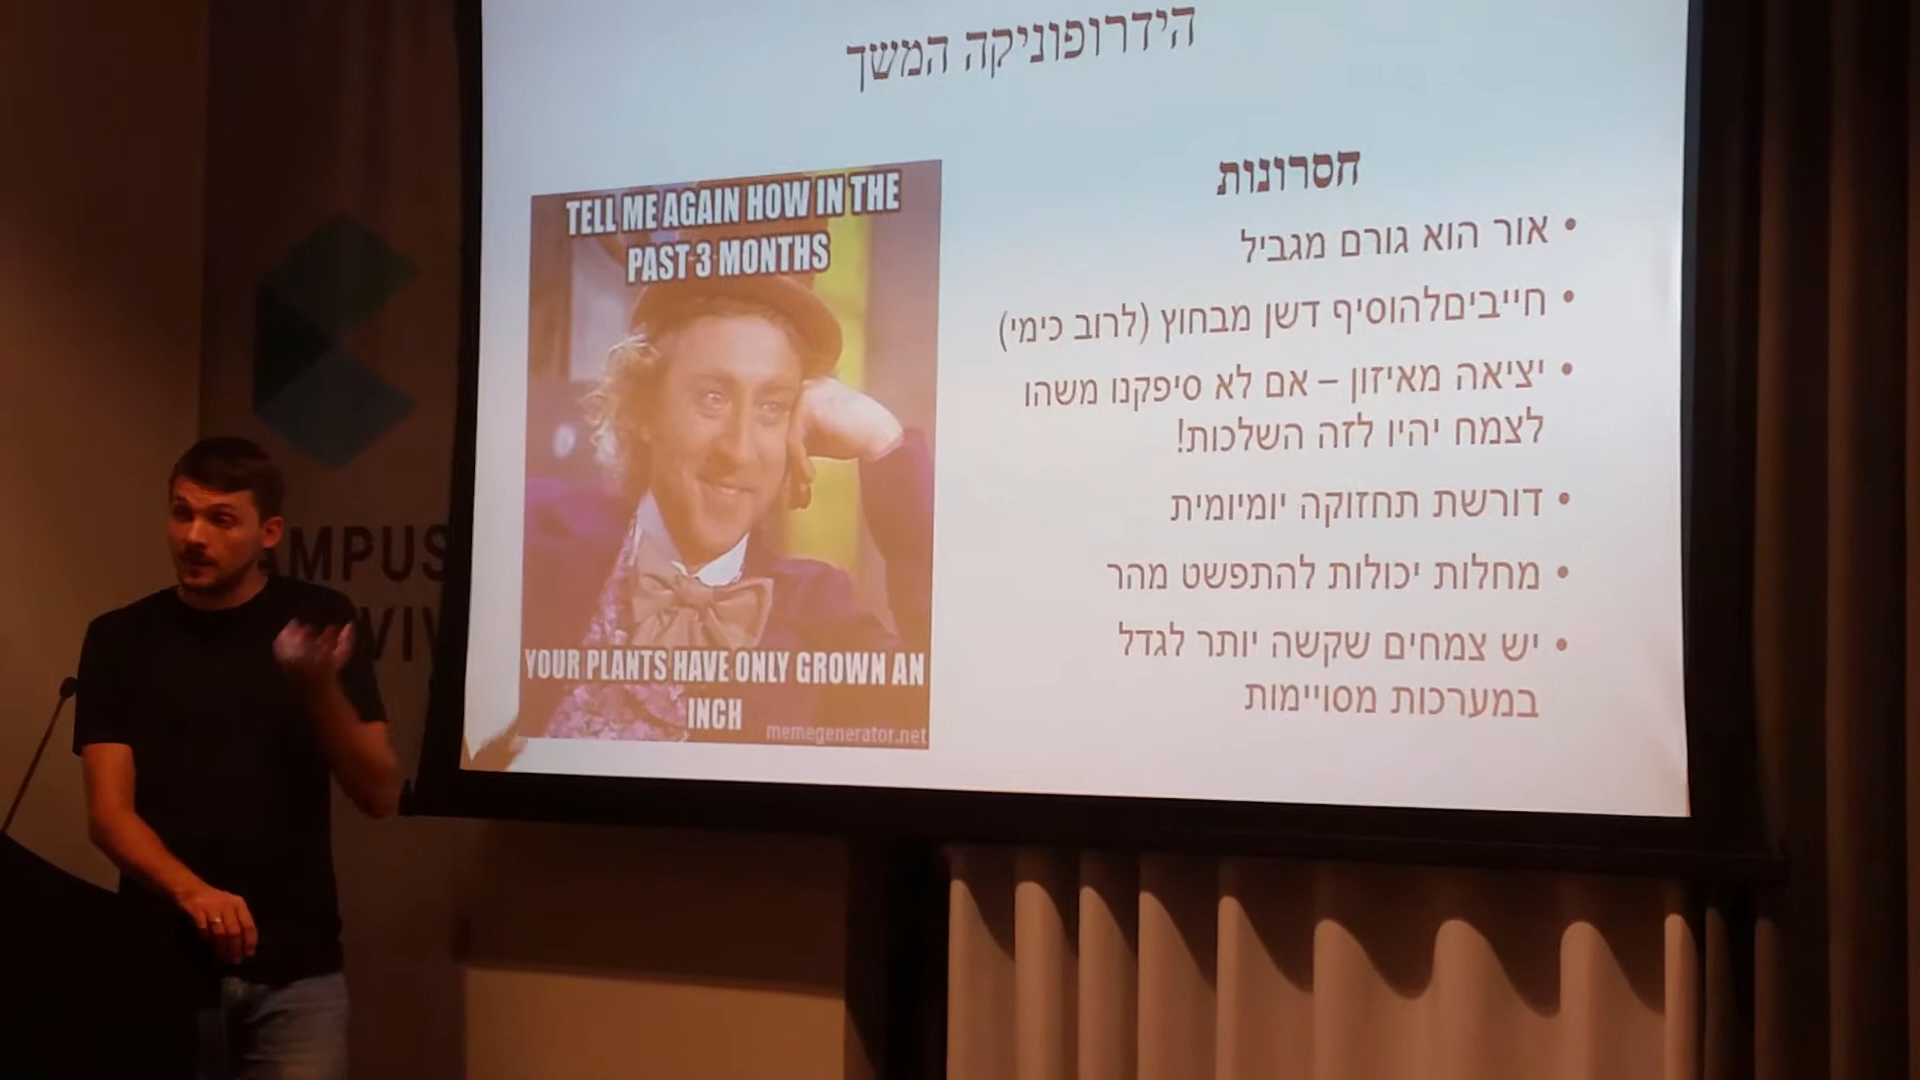 הידרופוניקה המשך
חסרונות
• אור הוא גורם מגביל
• חייביםלהוסיף דשן מבחוץ (לרוב כימי)
• יציאה מאיזון – אם לא סיפקנו משהו
לצמח יהיו לזה השלכות!
• דורשת תחזוקה יומיומית
• מחלות יכולות להתפשט מהר
• יש צמחים שקשה יותר לגדל
במערכות מסויימות
TELL ME AGAIN HOW IN THE
PAST 3 MONTHS
YOUR PLANTS HAVE ONLY GROWN AN
INCH
memegenerator.net
AMPUS
VIV